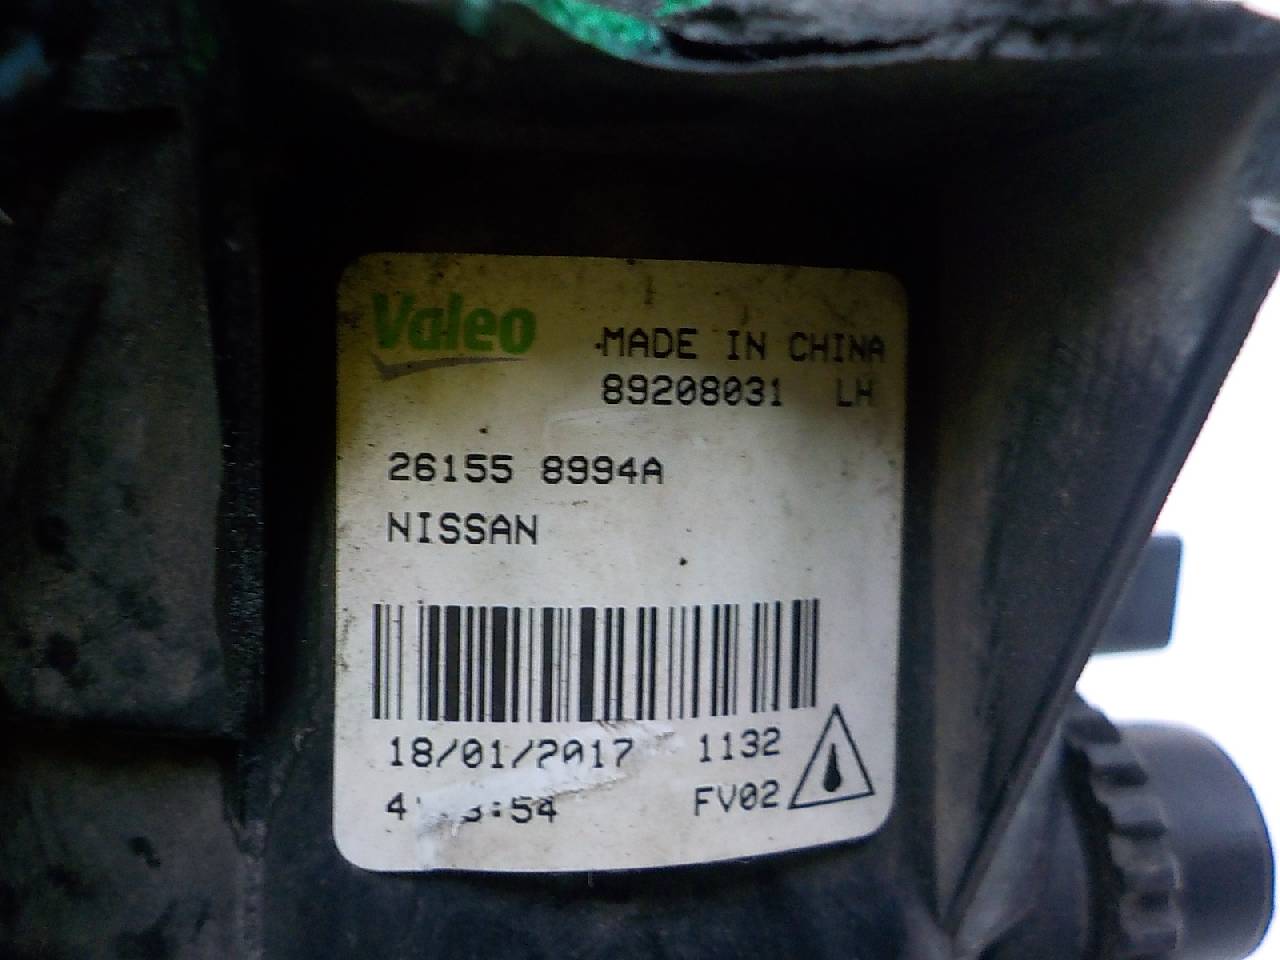 Valeo
MADE IN CHINA
89208031 LH
26155 8994A
NISSAN
18/01/2017 1132
FV02